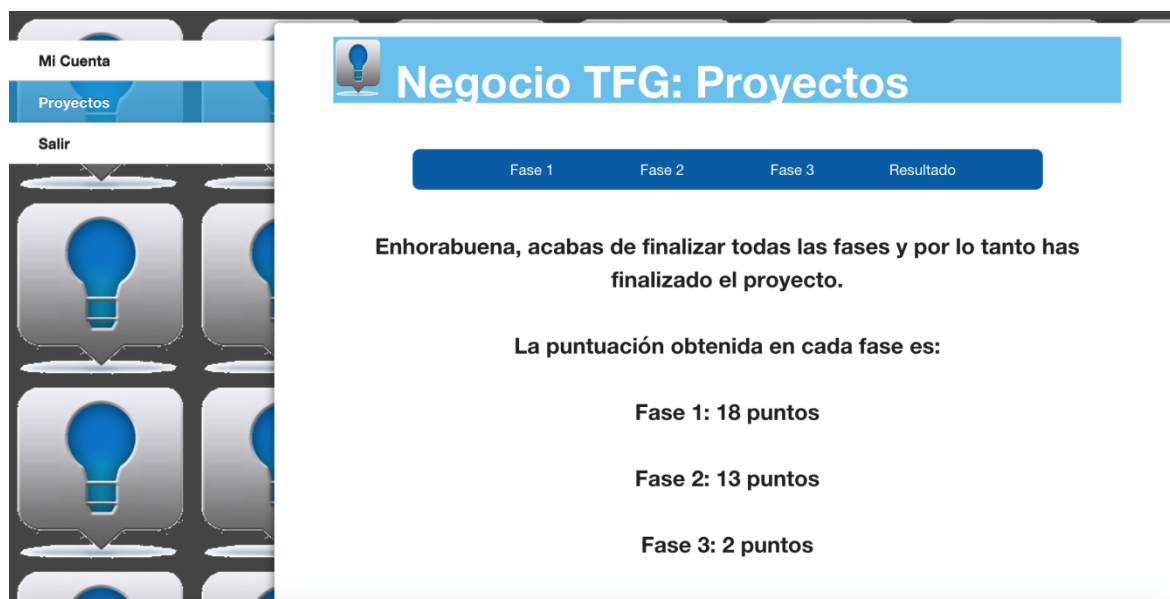 Mi Cuenta
Proyectos
Salir
Negocio TFG: Proyectos
Fase 1 Fase 2 Fase 3 Resultado
Enhorabuena, acabas de finalizar todas las fases y por lo tanto has
finalizado el proyecto.
La puntuación obtenida en cada fase es:
Fase 1: 18 puntos
Fase 2: 13 puntos
Fase 3: 2 puntos